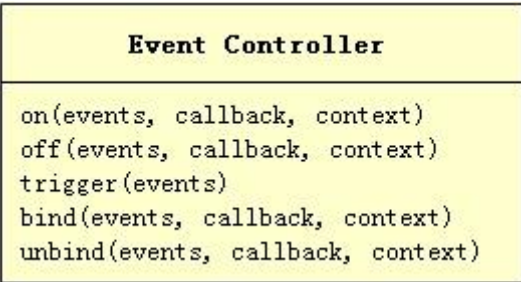 Event Controller
on(events, callback, context)
off(events, callback, context)
trigger(events)
bind(events, callback, context)
unbind(events, callback, context)